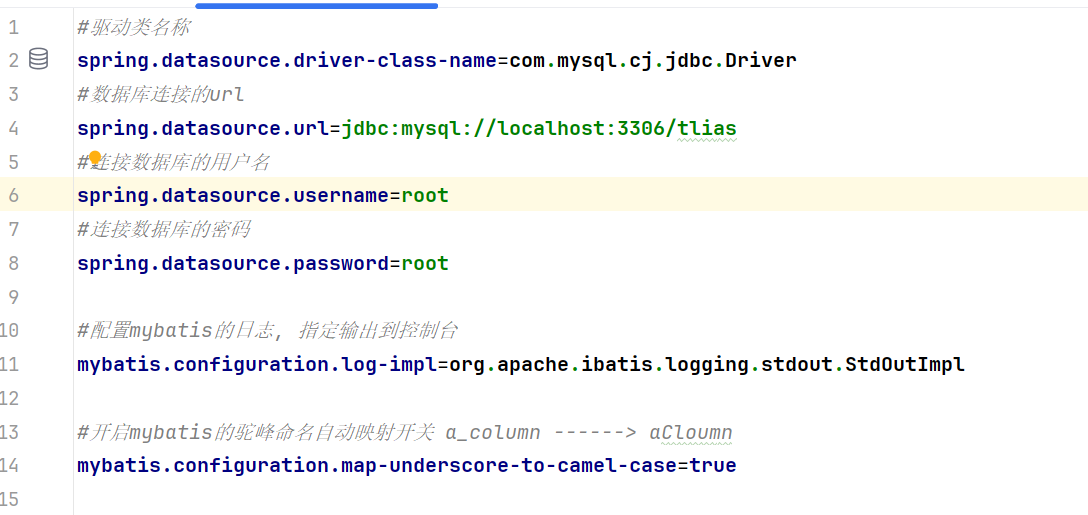 1 #驱动类名称
2 spring.datasource.driver-class-name=com.mysql.cj.jdbc.Driver
3 #数据库连接的url
4 spring.datasource.url=jdbc:mysql://localhost:3306/tlias
5 #连接数据库的用户名
6 spring.datasource.username=root
7 #连接数据库的密码
8 spring.datasource.password=root
9
10 #配置mybatis的日志, 指定输出到控制台
11 mybatis.configuration.log-impl=org.apache.ibatis.logging.stdout.StdOutImpl
12
13 #开启mybatis的驼峰命名自动映射开关 a_column ------> aCloumn
14 mybatis.configuration.map-underscore-to-camel-case=true
15